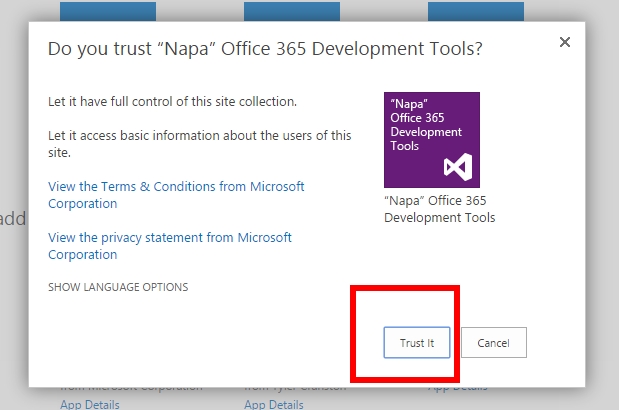 Do you trust “Napa” Office 365 Development Tools?
Let it have full control of this site collection.
Let it access basic information about the users of this
site.
View the Terms & Conditions from Microsoft
Corporation
View the privacy statement from Microsoft
Corporation
SHOW LANGUAGE OPTIONS
“Napa”
Office 365
Development
Tools
“Napa” Office 365
Development Tools
Trust It
Cancel
add
from Microsoft Corporation
App Details
App Details
App Details